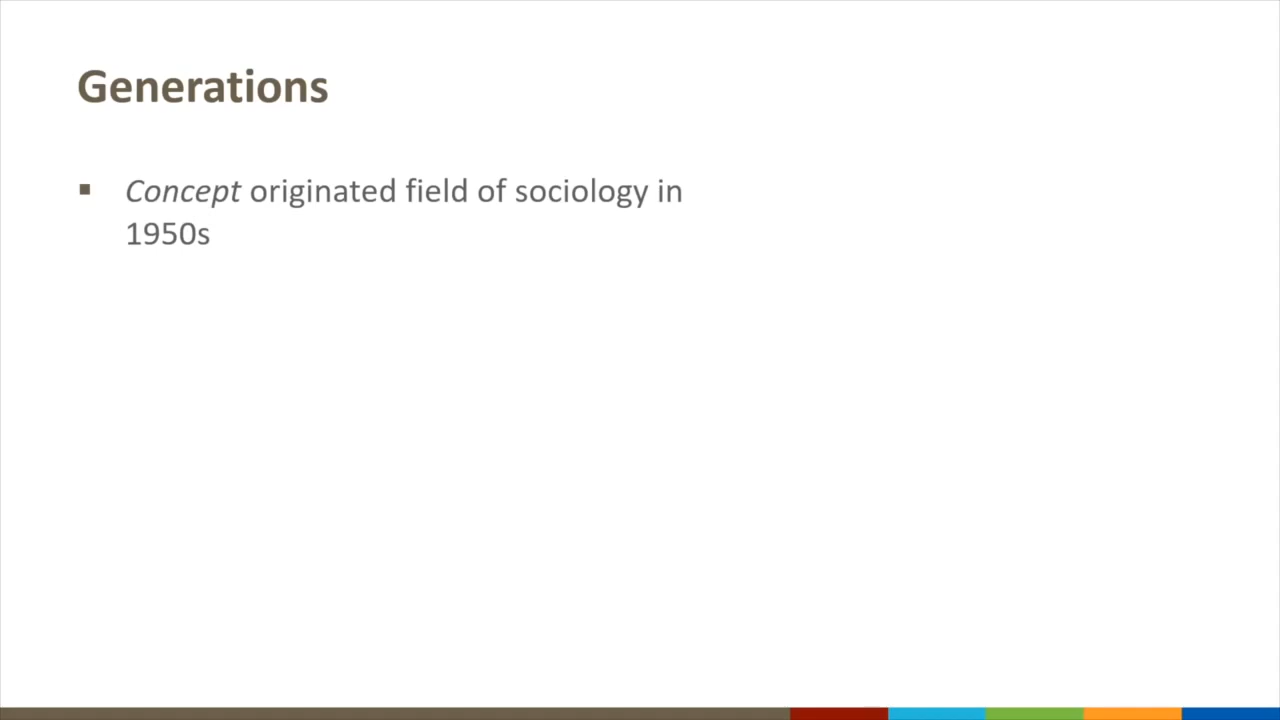 Generations
▪ Concept originated field of sociology in
1950s